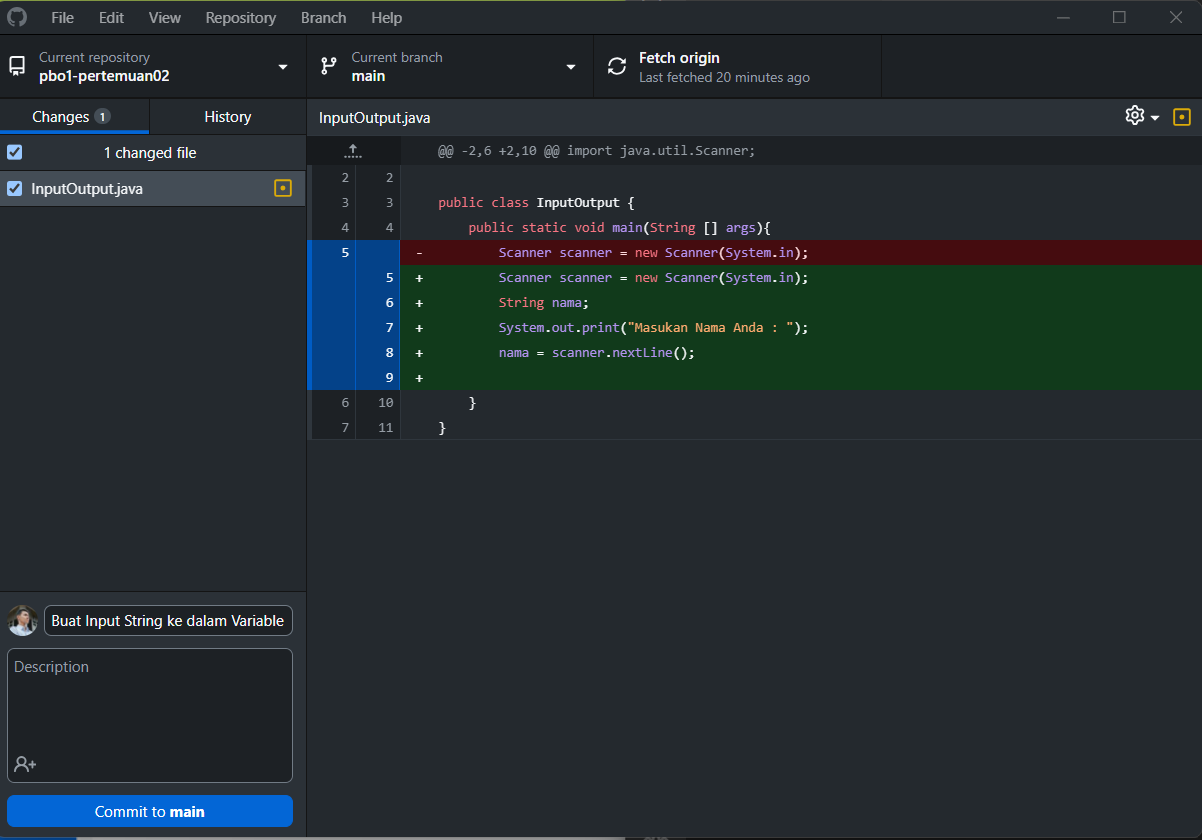 File Edit View Repository Branch Help
Current repository
pbo1-pertemuan02
Current branch
main
Fetch origin
Last fetched 20 minutes ago
Changes 1 History
InputOutput.java
1 changed file
InputOutput.java
@@ -2,6 +2,10 @@ import java.util.Scanner;
2 2
3 3 public class InputOutput {
4 4 public static void main(String [] args){
5 - Scanner scanner = new Scanner(System.in);
5 + Scanner scanner = new Scanner(System.in);
6 + String nama;
7 + System.out.print("Masukan Nama Anda : ");
8 + nama = scanner.nextLine();
9 +
6 10 }
7 11 }
Buat Input String ke dalam Variable
Description
Commit to main